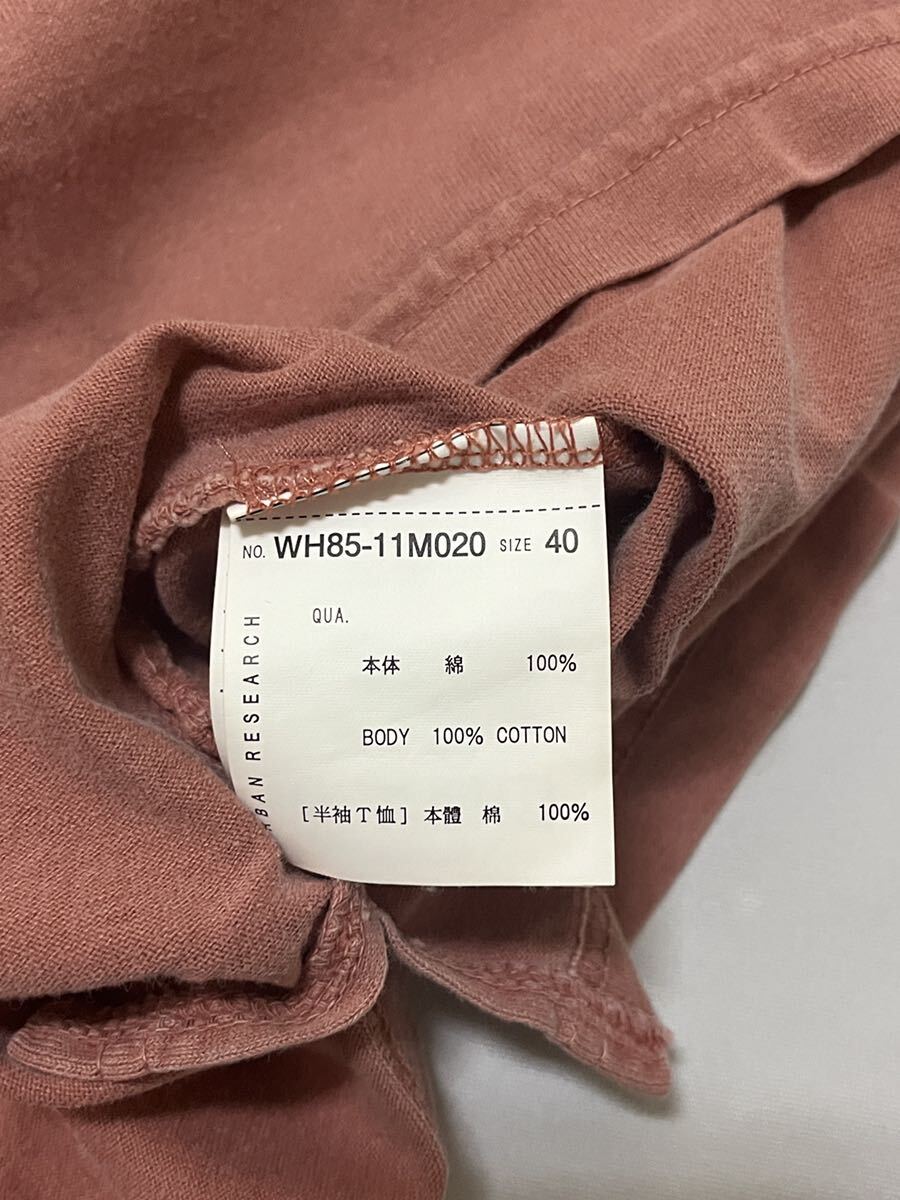 NO. WH85-11M020 SIZE 40
QUA.
本体 綿 100%
BODY 100% COTTON
[半袖T恤] 本體 棉 100%
BAN RESEARCH